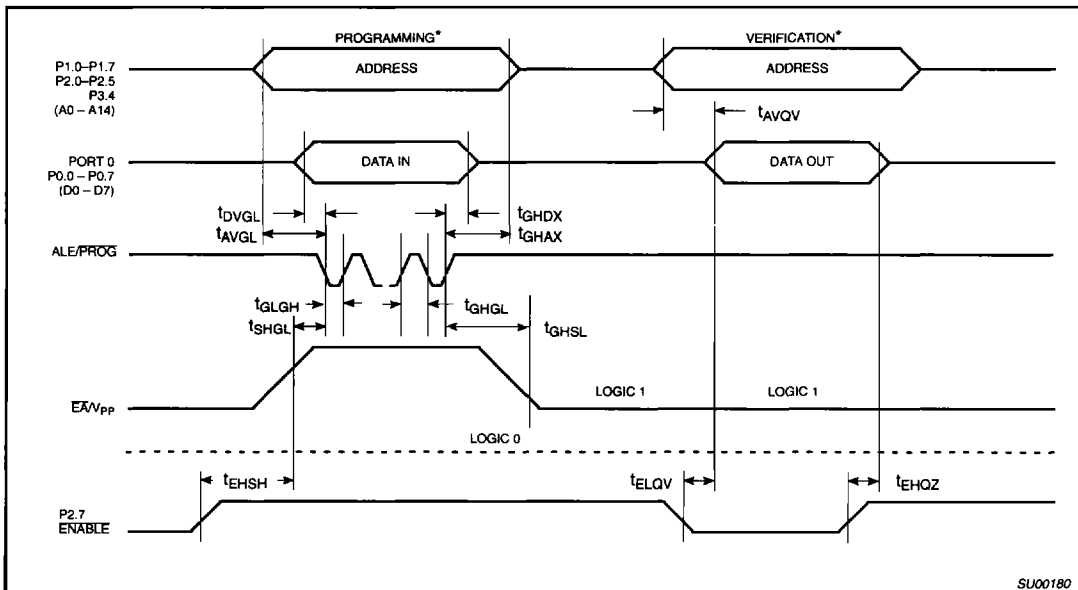 PROGRAMMING*
VERIFICATION*
P1.0–P1.7
P2.0–P2.5
P3.4
(A0 – A14)
ADDRESS
ADDRESS
tAVQV
PORT 0
P0.0 – P0.7
(D0 – D7)
DATA IN
DATA OUT
tDVGL
tGHDX
tAVGL
tGHAX
ALE/PROG
tGLGH
tGHGL
tSHGL
tGHSL
EA/VPP
LOGIC 1
LOGIC 1
LOGIC 0
tEHSH
tELQV
tEHQZ
P2.7
ENABLE
SU00180